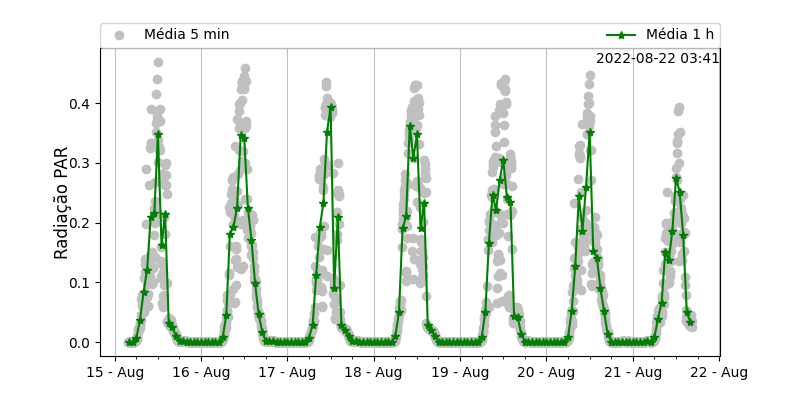 Média 5 min
Média 1 h
2022-08-22 03:41
Radiação PAR
0.4
0.3
0.2
0.1
0.0
15 - Aug
16 - Aug
17 - Aug
18 - Aug
19 - Aug
20 - Aug
21 - Aug
22 - Aug